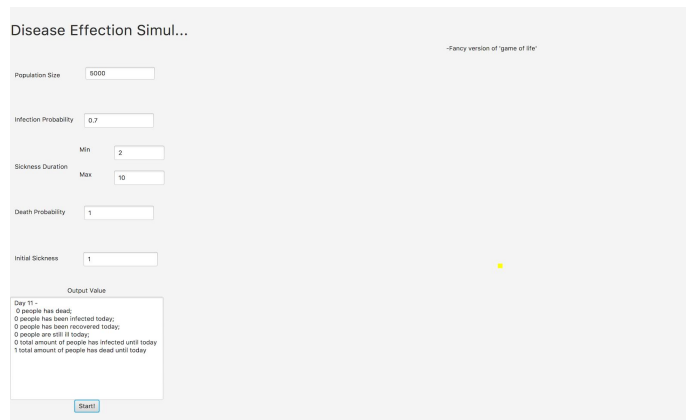 Disease Effection Simul...
-Fancy version of 'game of life'
Population Size
5000
Infection Probability
0.7
Min
2
Sickness Duration
Max
10
Death Probability
1
Initial Sickness
1
Output Value
Day 11 -
0 people has dead;
0 people has been infected today;
0 people has been recovered today;
0 people are still ill today;
0 total amount of people has infected until today
1 total amount of people has dead until today
Start!